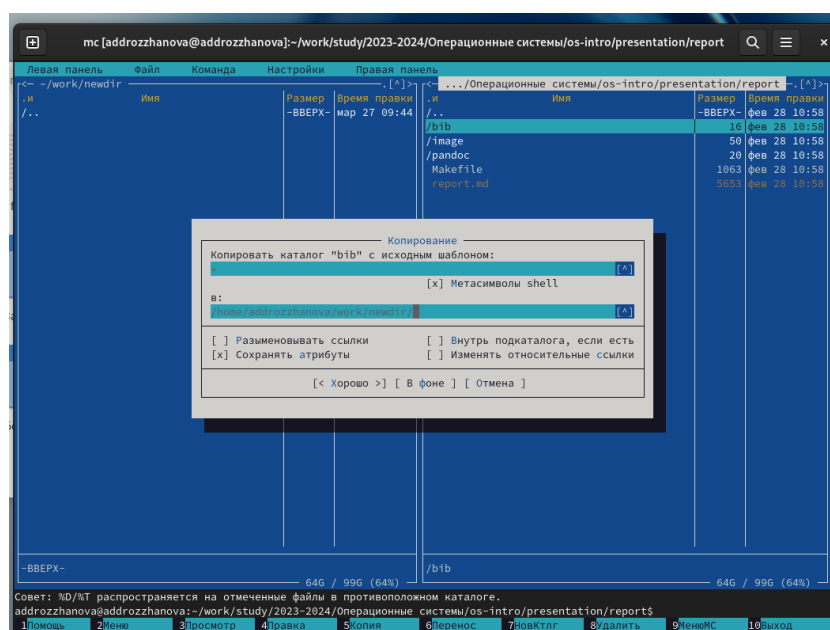 mc [addrozzhanova@addrozzhanova]:~/work/study/2023-2024/Операционные системы/os-intro/presentation/report
Левая панель Файл Команда Настройки Правая панель
<— ~/work/newdir .[^]>
.и Имя Размер Время правки
/.. -ВВЕРХ- мар 27 09:44
<— .../Операционные системы/os-intro/presentation/report —.[^]>
.и Имя Размер Время правки
/.. -ВВЕРХ- фев 28 10:58
/bib 16 фев 28 10:58
/image 50 фев 28 10:58
/pandoc 20 фев 28 10:58
Makefile 1063 фев 28 10:58
report.md 5653 фев 28 10:58
Копирование
Копировать каталог "bib" с исходным шаблоном:
* [^]
[x] Метасимволы shell
в:
/home/addrozzhanova/work/newdir/ [^]
[ ] Разыменовывать ссылки [ ] Внутрь подкаталога, если есть
[x] Сохранять атрибуты [ ] Изменять относительные ссылки
[< Хорошо >] [ В фоне ] [ Отмена ]
-ВВЕРХ- /bib
64G / 99G (64%) 64G / 99G (64%)
Совет: %D/%T распространяется на отмеченные файлы в противоположном каталоге.
addrozzhanova@addrozzhanova:~/work/study/2023-2024/Операционные системы/os-intro/presentation/report$
1Помощь 2Меню 3Просмотр 4Правка 5Копия 6Перенос 7НовКтлг 8Удалить 9МенюМС 10Выход